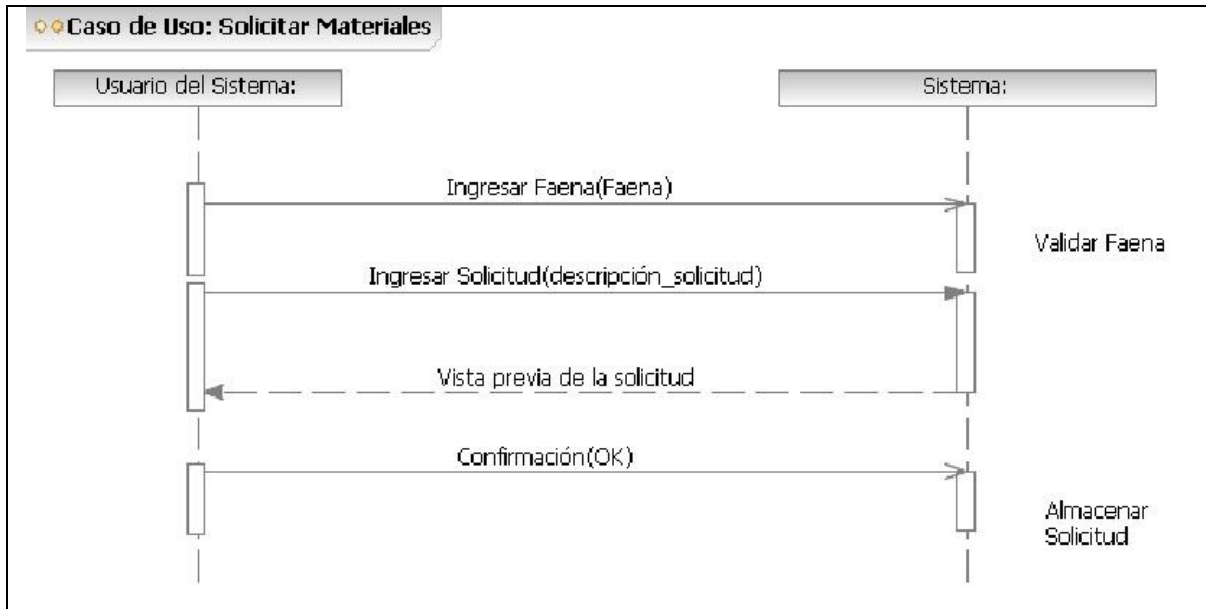 Caso de Uso: Solicitar Materiales
Usuario del Sistema:
Sistema:
Ingresar Faena(Faena)
Validar Faena
Ingresar Solicitud(descripción_solicitud)
Vista previa de la solicitud
Confirmación(OK)
Almacenar
Solicitud